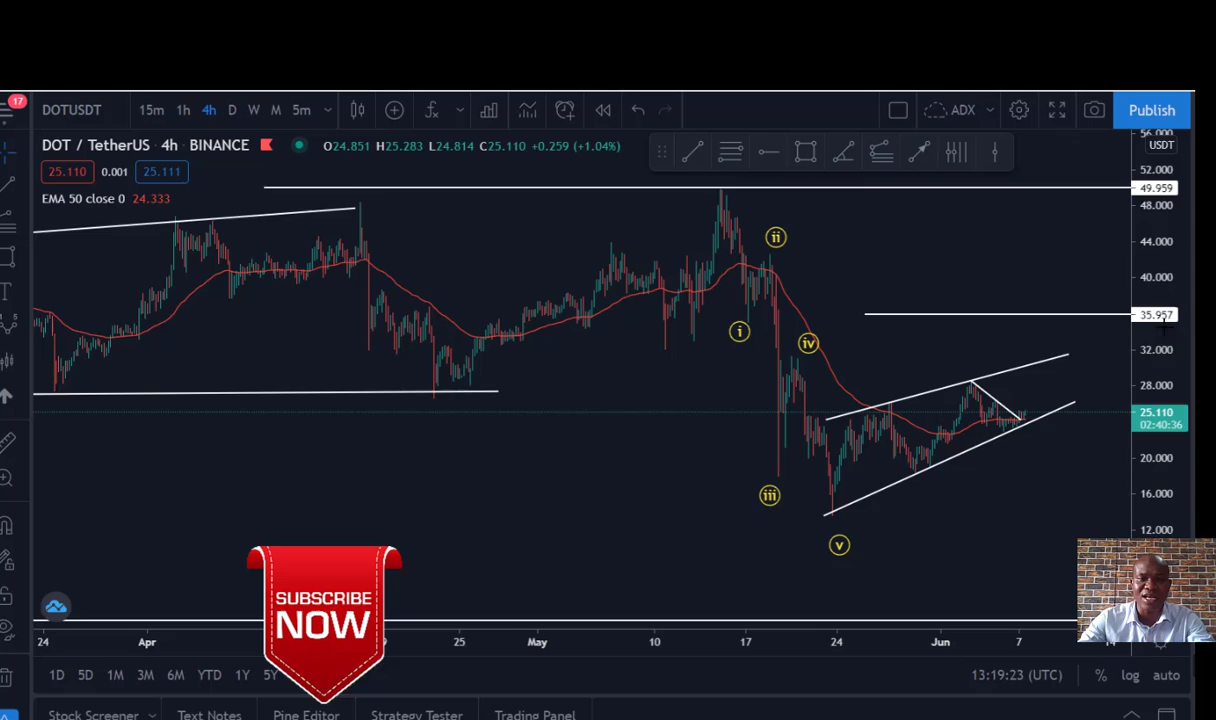 17
DOTUSDT 15m 1h 4h D W M 5m ADX Publish
DOT / TetherUS · 4h · BINANCE O24.851 H25.283 L24.814 C25.110 +0.259 (+1.04%)
25.110 0.001 25.111
EMA 50 close 0 24.333
56.000
USDT
52.000
49.959
48.000
44.000
40.000
35.957
32.000
28.000
25.110
02:40:36
20.000
16.000
12.000
ii
i
iv
iii
v
SUBSCRIBE
NOW
24 Apr 25 May 10 17 24 Jun 7
1D 5D 1M 3M 6M YTD 1Y 5Y 13:19:23 (UTC) % log auto
Stock Screener Text Notes Pine Editor Strategy Tester Trading Panel